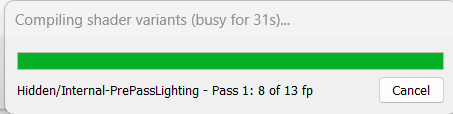 Compiling shader variants (busy for 31s)...
Hidden/Internal-PrePassLighting - Pass 1: 8 of 13 fp
Cancel